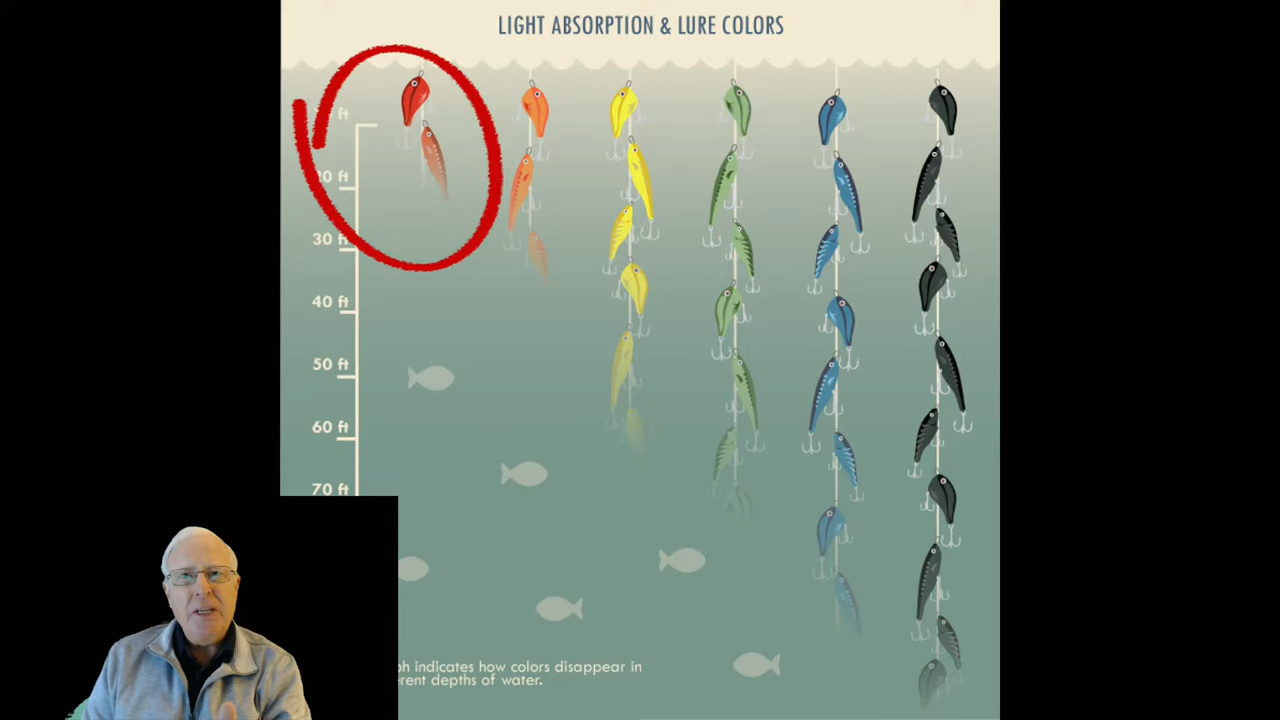 LIGHT ABSORPTION & LURE COLORS
ft
ft
30 ft
40 ft
50 ft
60 ft
70 ft
indicates how colors disappear in
depths of water.